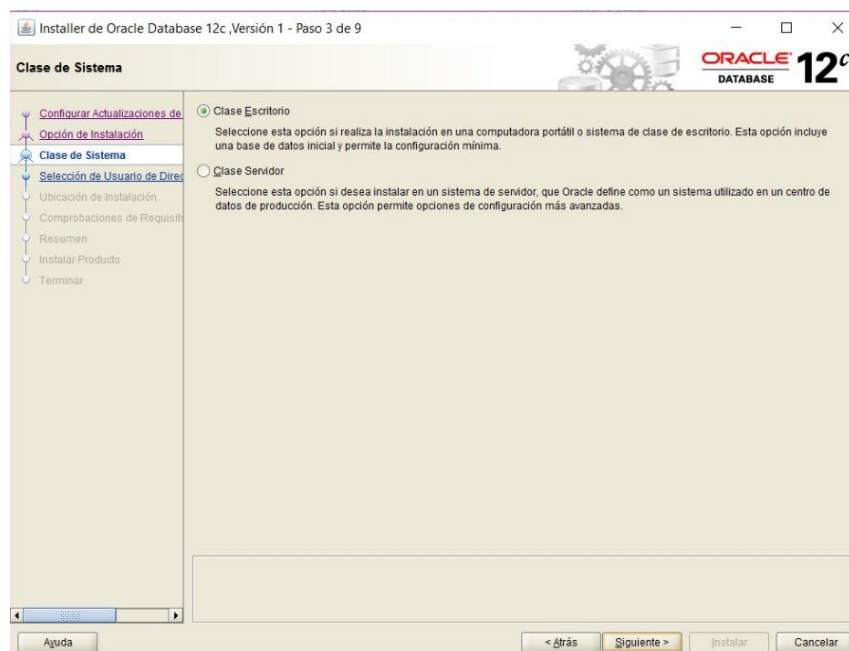 Installer de Oracle Database 12c ,Versión 1 - Paso 3 de 9
Clase de Sistema
ORACLE
DATABASE
12c
Configurar Actualizaciones de
Opción de Instalación
Clase de Sistema
Selección de Usuario de Direc
Ubicación de Instalación
Comprobaciones de Requisit
Resumen
Instalar Producto
Terminar
Clase Escritorio
Seleccione esta opción si realiza la instalación en una computadora portátil o sistema de clase de escritorio. Esta opción incluye
una base de datos inicial y permite la configuración mínima.
Clase Servidor
Seleccione esta opción si desea instalar en un sistema de servidor, que Oracle define como un sistema utilizado en un centro de
datos de producción. Esta opción permite opciones de configuración más avanzadas.
Ayuda
< Atrás
Siguiente >
Instalar
Cancelar